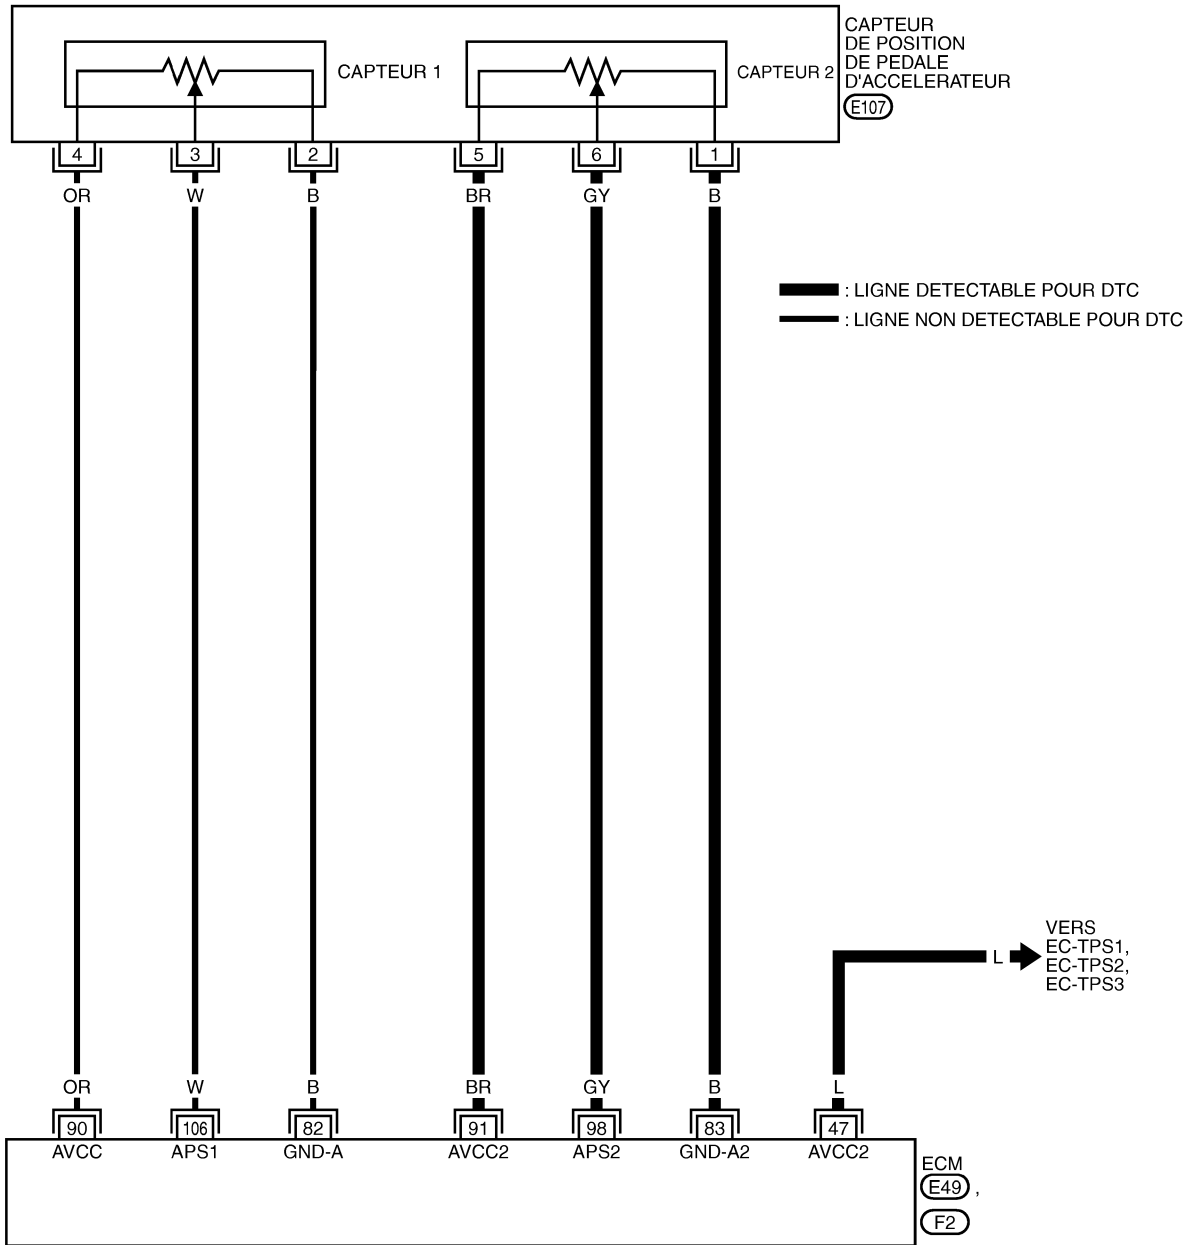 CAPTEUR
DE POSITION
DE PEDALE
D'ACCELERATEUR
E107
CAPTEUR 1
CAPTEUR 2
4 3 2 5 6 1
OR W B BR GY B
: LIGNE DETECTABLE POUR DTC
: LIGNE NON DETECTABLE POUR DTC
VERS
EC-TPS1,
EC-TPS2,
EC-TPS3
L
OR W B BR GY B L
90 106 82 91 98 83 47
AVCC APS1 GND-A AVCC2 APS2 GND-A2 AVCC2
ECM
E49 ,
F2